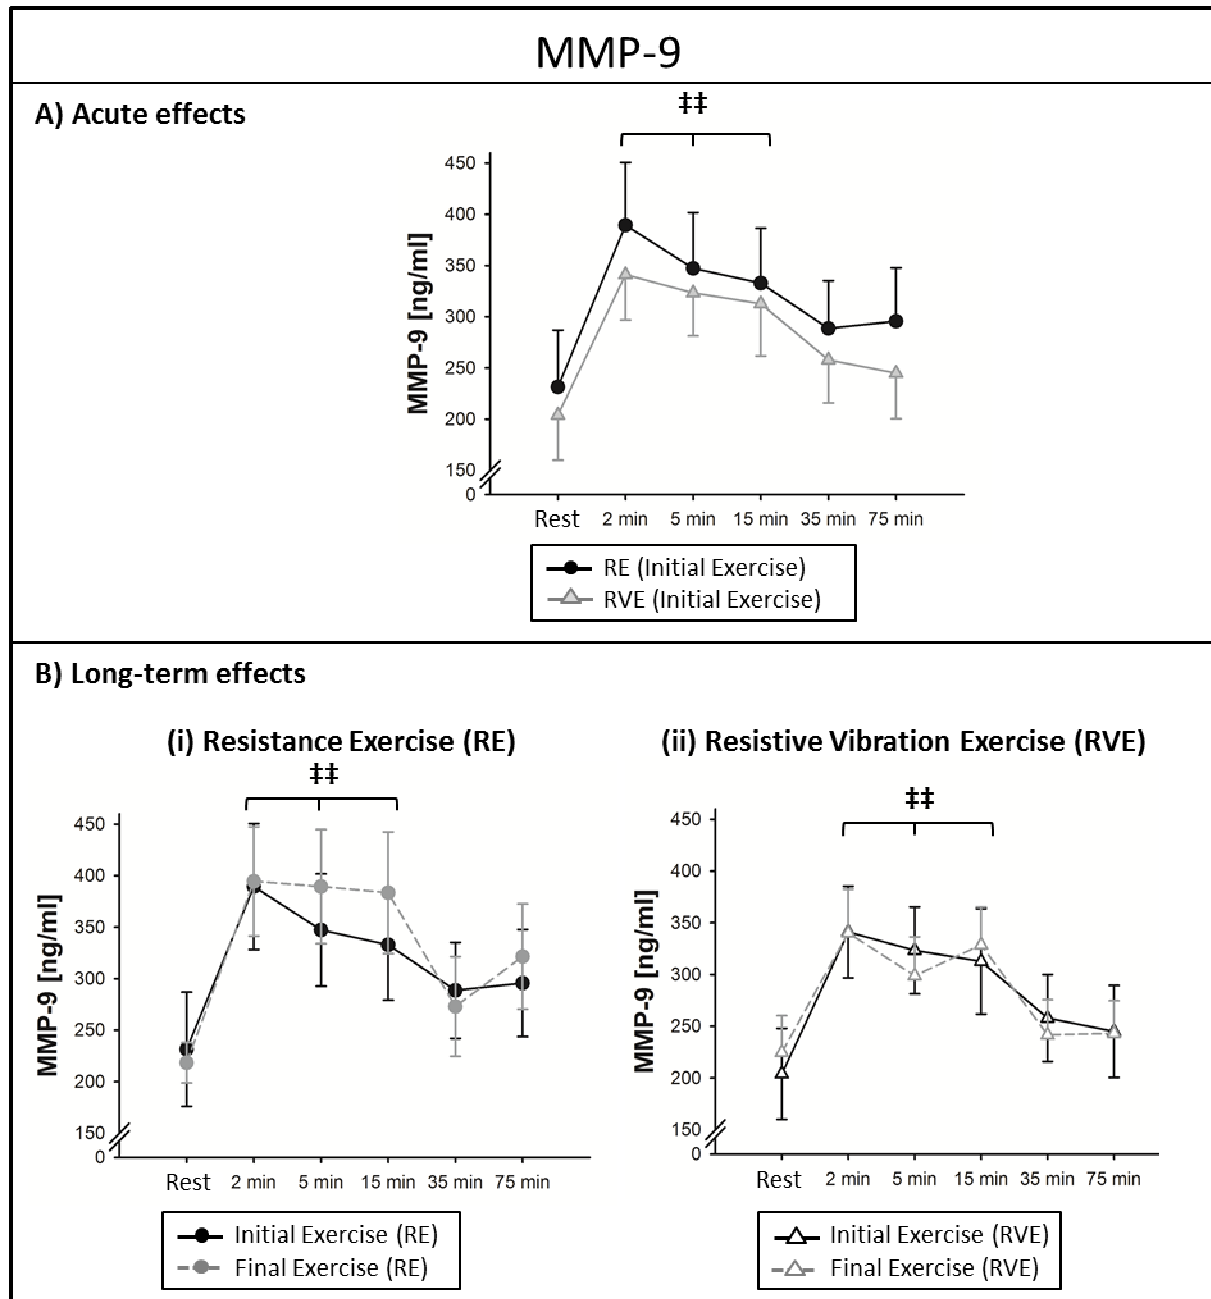 MMP-9
A) Acute effects
‡‡
MMP-9 [ng/ml]
450
400
350
300
250
200
150
0
Rest 2 min 5 min 15 min 35 min 75 min
RE (Initial Exercise)
RVE (Initial Exercise)
B) Long-term effects
(i) Resistance Exercise (RE)
‡‡
MMP-9 [ng/ml]
450
400
350
300
250
200
150
0
Rest 2 min 5 min 15 min 35 min 75 min
Initial Exercise (RE)
Final Exercise (RE)
(ii) Resistive Vibration Exercise (RVE)
‡‡
MMP-9 [ng/ml]
450
400
350
300
250
200
150
0
Rest 2 min 5 min 15 min 35 min 75 min
Initial Exercise (RVE)
Final Exercise (RVE)